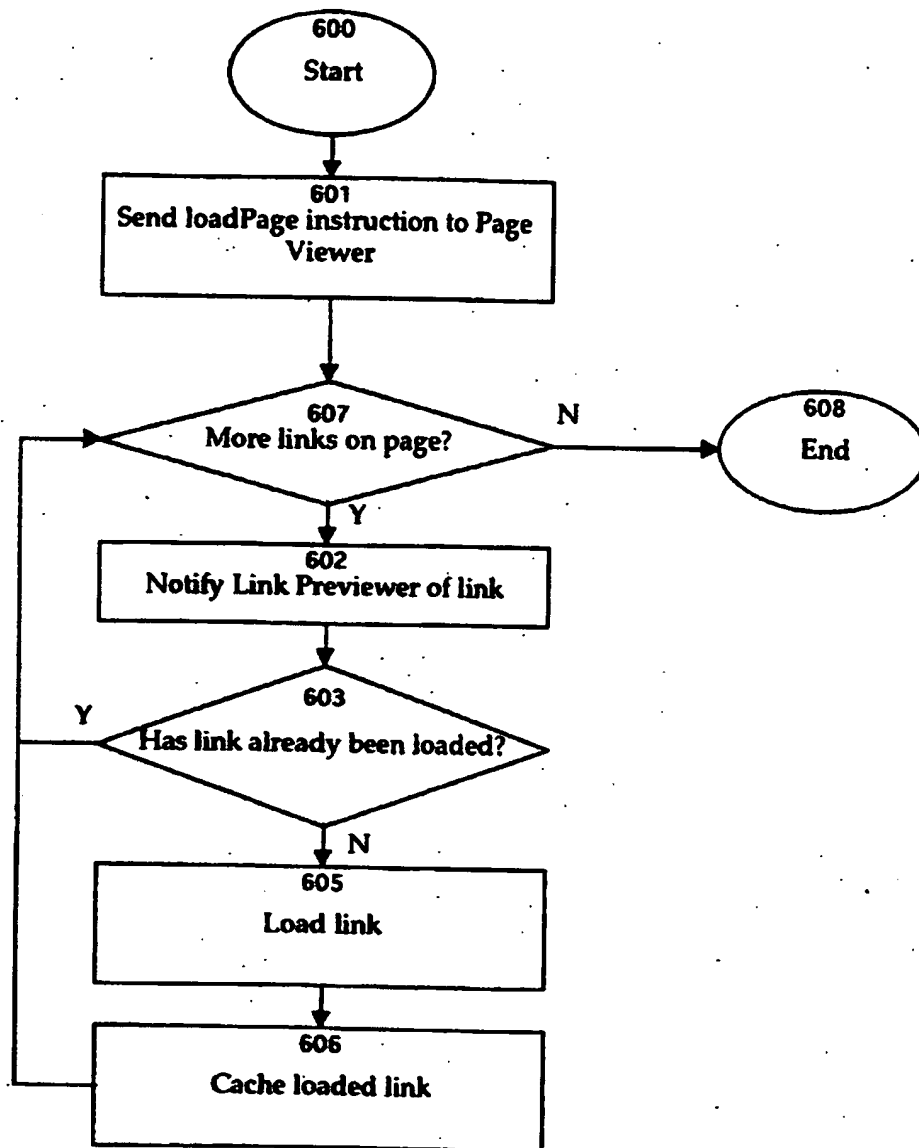 600
Start
601
Send loadPage instruction to Page
Viewer
607
More links on page?
N
608
End
Y
602
Notify Link Previewer of link
603
Y
Has link already been loaded?
N
605
Load link
606
Cache loaded link